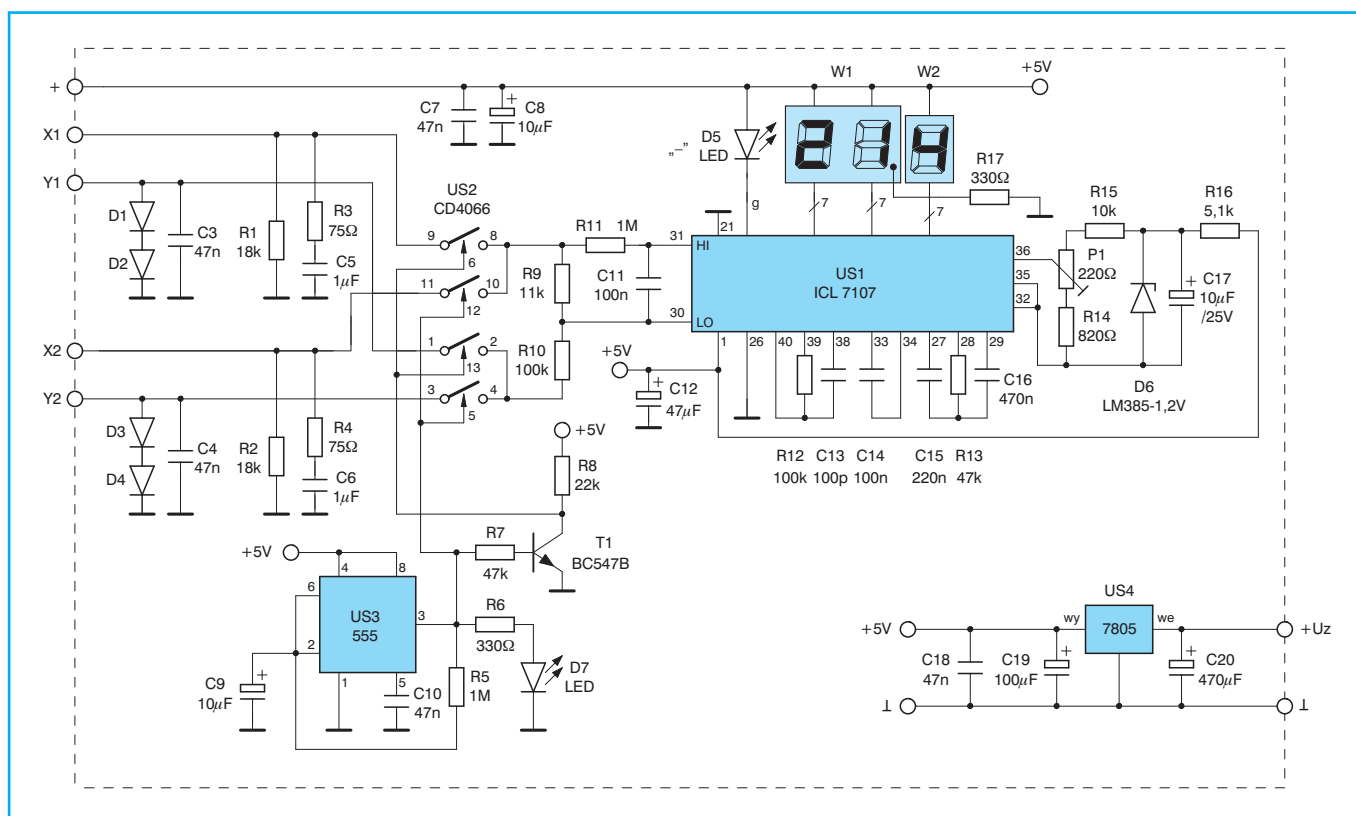 +
X1
Y1
X2
Y2
D1
D2
C3
47n
R1
18k
R3
75Ω
C5
1µF
D3
D4
C4
47n
R2
18k
R4
75Ω
C6
1µF
C7
47n
+
C8
10µF
„–”
D5
LED
g
W1
W2
+5V
21.4
7
7
7
R17
330Ω
US2
CD4066
9
8
6
11
10
12
1
2
13
3
4
5
R11 1M
R9
11k
R10
100k
C11
100n
31
HI
30
LO
21
US1
ICL 7107
36
35
32
1
26
40
39
38
33
34
27
28
29
R15
10k
R16
5,1k
P1
220Ω
R14
820Ω
+
C17
10µF
/25V
D6
LM385-1,2V
+5V
+
C12
47µF
R12
100k
C13
100p
C14
100n
C15
220n
R13
47k
C16
470n
+5V
R8
22k
R7
47k
T1
BC547B
+5V
4
8
6
2
3
1
5
US3
555
R6
330Ω
D7
LED
R5
1M
C10
47n
+
C9
10µF
US4
wy
7805
we
+5V
+Uz
C18
47n
+
C19
100µF
+
C20
470µF
⊥
⊥